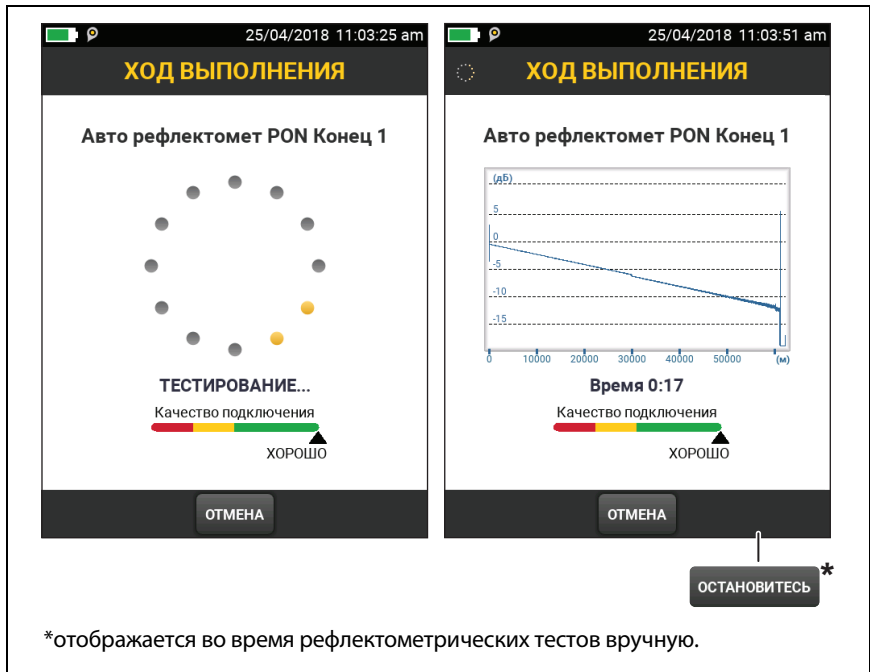 25/04/2018 11:03:25 am
ХОД ВЫПОЛНЕНИЯ
Авто рефлектомет PON Конец 1
ТЕСТИРОВАНИЕ...
Качество подключения
ХОРОШО
ОТМЕНА
25/04/2018 11:03:51 am
ХОД ВЫПОЛНЕНИЯ
Авто рефлектомет PON Конец 1
(дБ)
5
0
-5
-10
-15
0 10000 20000 30000 40000 50000 (м)
Время 0:17
Качество подключения
ХОРОШО
ОТМЕНА
ОСТАНОВИТЕСЬ *
*отображается во время рефлектометрических тестов вручную.